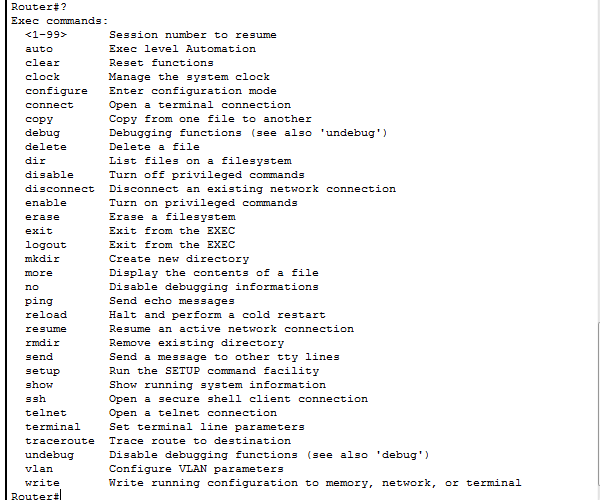 Router#?
Exec commands:
  <1-99>      Session number to resume
  auto        Exec level Automation
  clear       Reset functions
  clock       Manage the system clock
  configure   Enter configuration mode
  connect     Open a terminal connection
  copy        Copy from one file to another
  debug       Debugging functions (see also 'undebug')
  delete      Delete a file
  dir         List files on a filesystem
  disable     Turn off privileged commands
  disconnect  Disconnect an existing network connection
  enable      Turn on privileged commands
  erase       Erase a filesystem
  exit        Exit from the EXEC
  logout      Exit from the EXEC
  mkdir       Create new directory
  more        Display the contents of a file
  no          Disable debugging informations
  ping        Send echo messages
  reload      Halt and perform a cold restart
  resume      Resume an active network connection
  rmdir       Remove existing directory
  send        Send a message to other tty lines
  setup       Run the SETUP command facility
  show        Show running system information
  ssh         Open a secure shell client connection
  telnet      Open a telnet connection
  terminal    Set terminal line parameters
  traceroute  Trace route to destination
  undebug     Disable debugging functions (see also 'debug')
  vlan        Configure VLAN parameters
  write       Write running configuration to memory, network, or terminal
Router#